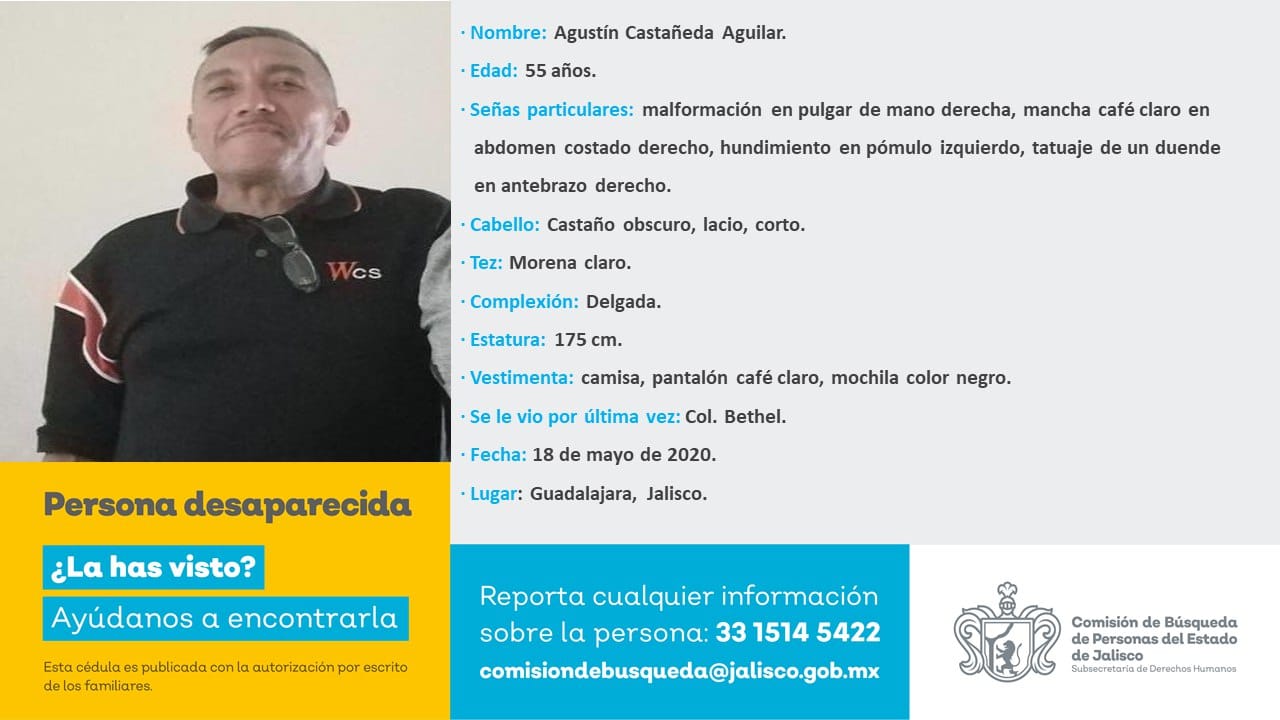 WCS
· Nombre: Agustín Castañeda Aguilar.
· Edad: 55 años.
· Señas particulares: malformación en pulgar de mano derecha, mancha café claro en
abdomen costado derecho, hundimiento en pómulo izquierdo, tatuaje de un duende
en antebrazo derecho.
· Cabello: Castaño obscuro, lacio, corto.
· Tez: Morena claro.
· Complexión: Delgada.
· Estatura: 175 cm.
· Vestimenta: camisa, pantalón café claro, mochila color negro.
· Se le vio por última vez: Col. Bethel.
· Fecha: 18 de mayo de 2020.
· Lugar: Guadalajara, Jalisco.
Persona desaparecida
¿La has visto?
Ayúdanos a encontrarla
Esta cédula es publicada con la autorización por escrito
de los familiares.
Reporta cualquier información
sobre la persona: 33 1514 5422
comisiondebusqueda@jalisco.gob.mx
Comisión de Búsqueda
de Personas del Estado
de Jalisco
Subsecretaría de Derechos Humanos